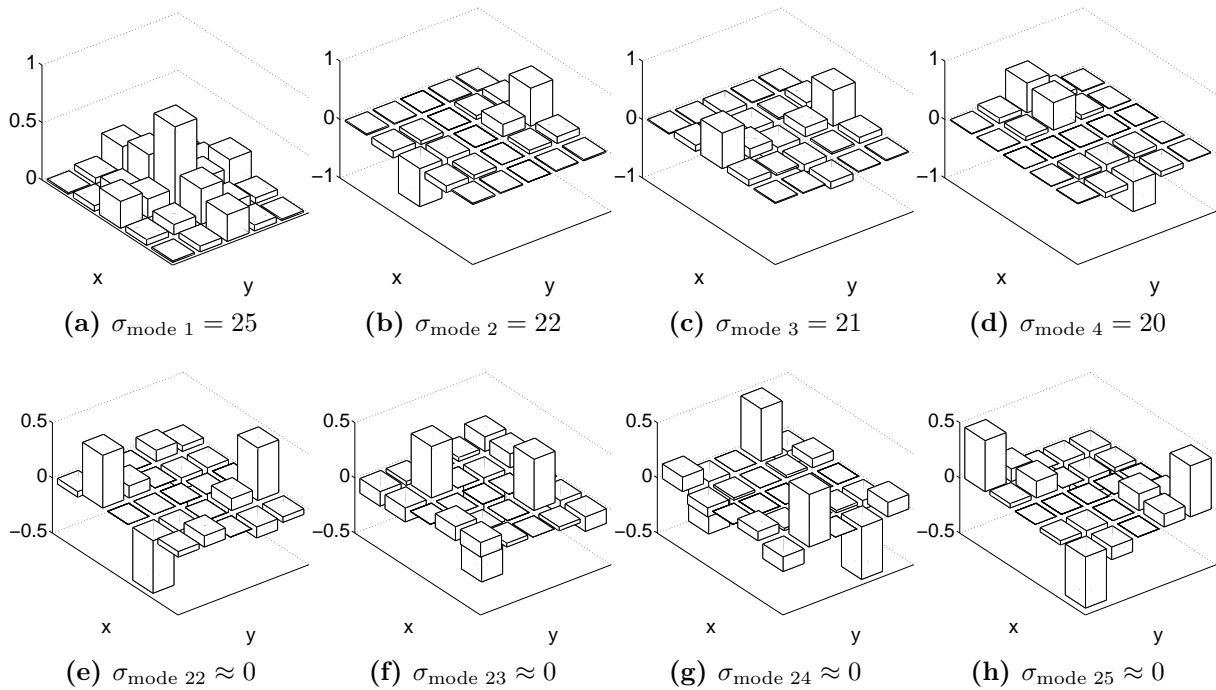 1
0.5
0
x
y
(a) σmode 1 = 25
1
0
−1
x
y
(b) σmode 2 = 22
1
0
−1
x
y
(c) σmode 3 = 21
1
0
−1
x
y
(d) σmode 4 = 20
0.5
0
−0.5
x
y
(e) σmode 22 ≈ 0
0.5
0
−0.5
x
y
(f) σmode 23 ≈ 0
0.5
0
−0.5
x
y
(g) σmode 24 ≈ 0
0.5
0
−0.5
x
y
(h) σmode 25 ≈ 0